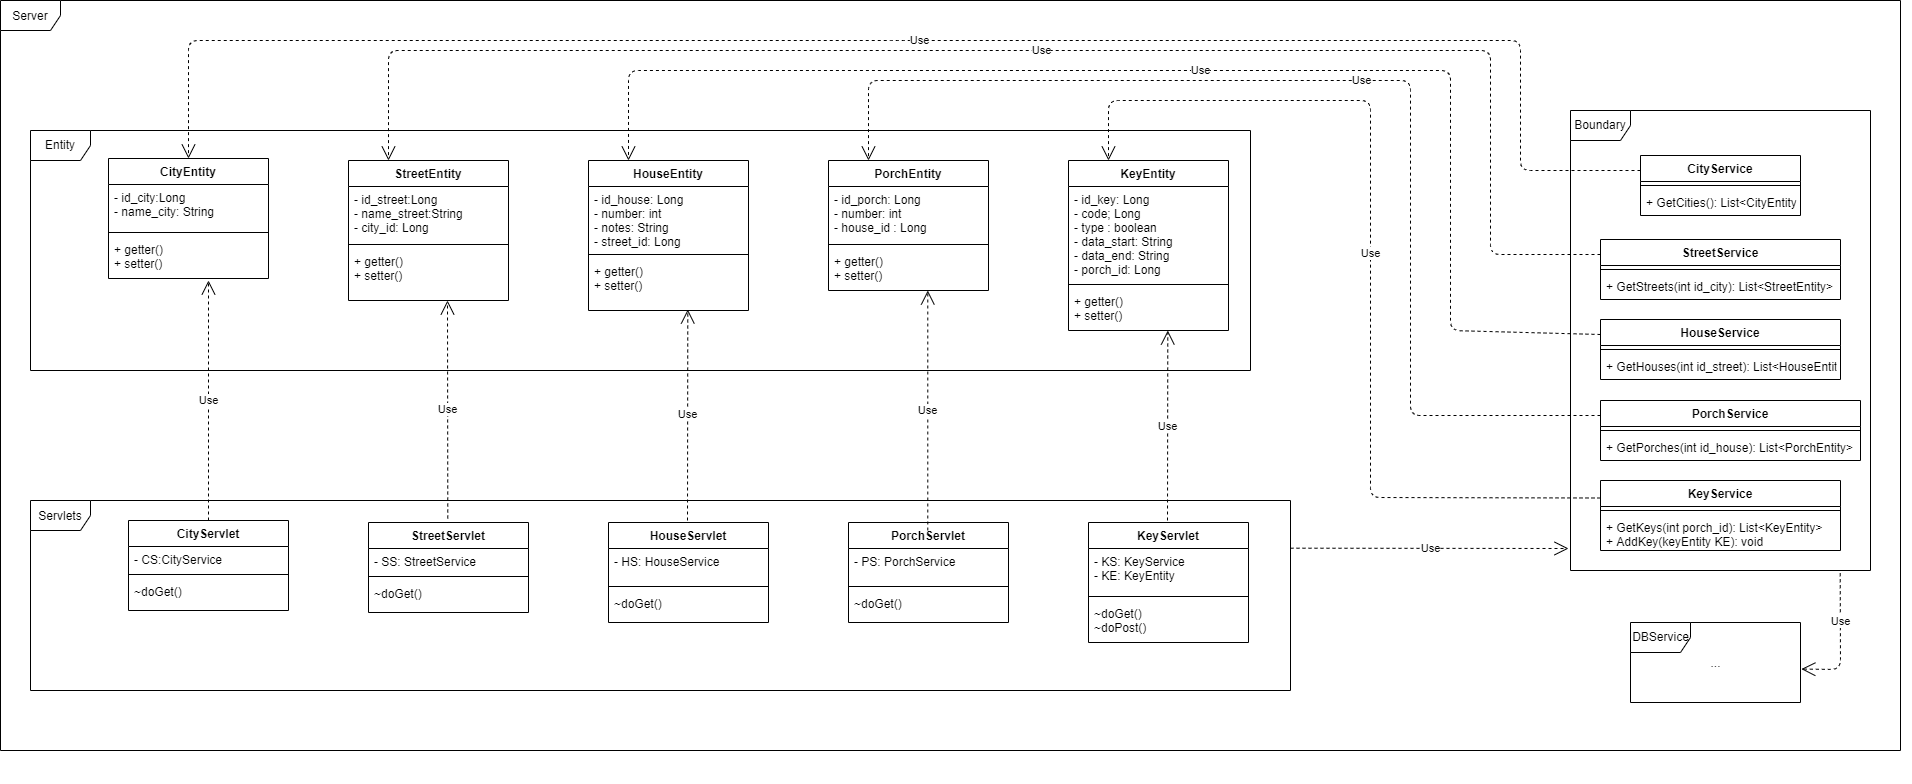 Server
Use
Use
Use
Use
Use
Entity
CityEntity
- id_city:Long
- name_city: String
+ getter()
+ setter()
StreetEntity
- id_street:Long
- name_street:String
- city_id: Long
+ getter()
+ setter()
HouseEntity
- id_house: Long
- number: int
- notes: String
- street_id: Long
+ getter()
+ setter()
PorchEntity
- id_porch: Long
- number: int
- house_id : Long
+ getter()
+ setter()
KeyEntity
- id_key: Long
- code; Long
- type : boolean
- data_start: String
- data_end: String
- porch_id: Long
+ getter()
+ setter()
Boundary
CityService
+ GetCities(): List<CityEntity
StreetService
+ GetStreets(int id_city): List<StreetEntity>
HouseService
+ GetHouses(int id_street): List<HouseEntit
PorchService
+ GetPorches(int id_house): List<PorchEntity>
KeyService
+ GetKeys(int porch_id): List<KeyEntity>
+ AddKey(keyEntity KE): void
Use
Use
Use
Use
Use
Servlets
CityServlet
- CS:CityService
~doGet()
StreetServlet
- SS: StreetService
~doGet()
HouseServlet
- HS: HouseService
~doGet()
PorchServlet
- PS: PorchService
~doGet()
KeyServlet
- KS: KeyService
- KE: KeyEntity
~doGet()
~doPost()
Use
Use
DBService
...